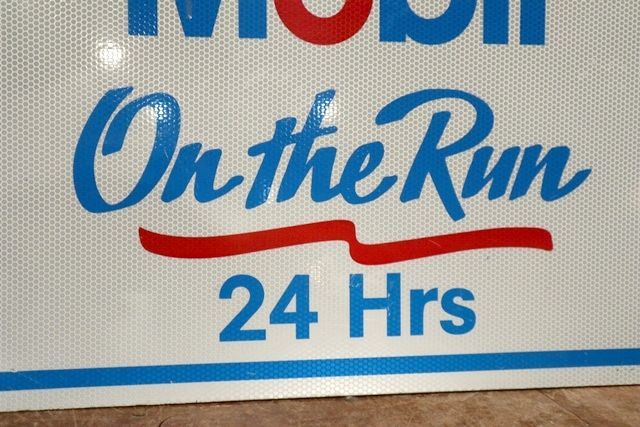 Mobil
On the Run
24 Hrs